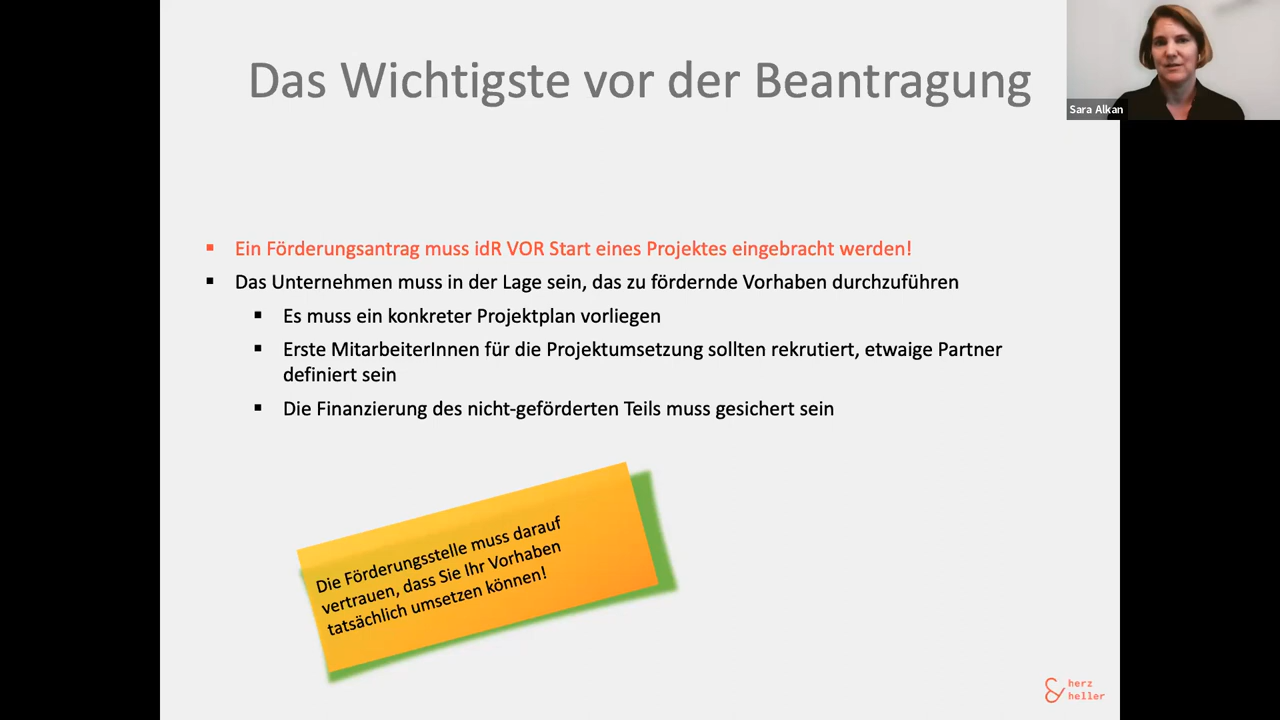 Das Wichtigste vor der Beantragung
Sara Alkan
Ein Förderungsantrag muss idR VOR Start eines Projektes eingebracht werden!
Das Unternehmen muss in der Lage sein, das zu fördernde Vorhaben durchzuführen
Es muss ein konkreter Projektplan vorliegen
Erste MitarbeiterInnen für die Projektumsetzung sollten rekrutiert, etwaige Partner
definiert sein
Die Finanzierung des nicht-geförderten Teils muss gesichert sein
Die Förderungsstelle muss darauf
vertrauen, dass Sie Ihr Vorhaben
tatsächlich umsetzen können!
herz
heller